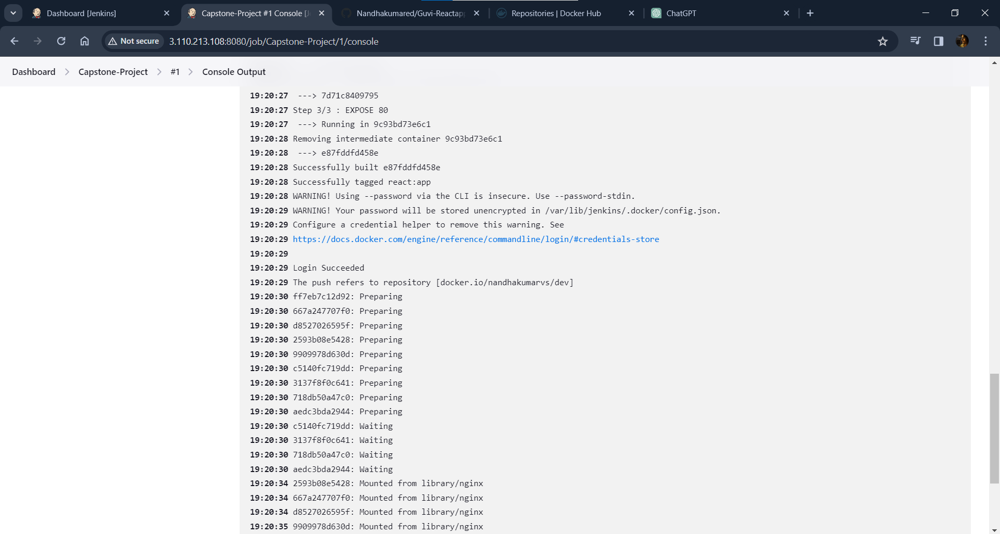 Dashboard [Jenkins]
Capstone-Project #1 Console [J
Nandhakumared/Guvi-Reactap
Repositories | Docker Hub
ChatGPT
Not secure
3.110.213.108:8080/job/Capstone-Project/1/console
Dashboard > Capstone-Project > #1 > Console Output
19:20:27  ---> 7d71c8409795
19:20:27 Step 3/3 : EXPOSE 80
19:20:27  ---> Running in 9c93bd73e6c1
19:20:28 Removing intermediate container 9c93bd73e6c1
19:20:28  ---> e87fddfd458e
19:20:28 Successfully built e87fddfd458e
19:20:28 Successfully tagged react:app
19:20:28 WARNING! Using --password via the CLI is insecure. Use --password-stdin.
19:20:29 WARNING! Your password will be stored unencrypted in /var/lib/jenkins/.docker/config.json.
19:20:29 Configure a credential helper to remove this warning. See
19:20:29 https://docs.docker.com/engine/reference/commandline/login/#credentials-store
19:20:29
19:20:29 Login Succeeded
19:20:29 The push refers to repository [docker.io/nandhakumarvs/dev]
19:20:30 ff7eb7c12d92: Preparing
19:20:30 667a247707f0: Preparing
19:20:30 d8527026595f: Preparing
19:20:30 2593b08e5428: Preparing
19:20:30 9909978d630d: Preparing
19:20:30 c5140fc719dd: Preparing
19:20:30 3137f8f0c641: Preparing
19:20:30 718db50a47c0: Preparing
19:20:30 aedc3bda2944: Preparing
19:20:30 c5140fc719dd: Waiting
19:20:30 3137f8f0c641: Waiting
19:20:30 718db50a47c0: Waiting
19:20:30 aedc3bda2944: Waiting
19:20:34 2593b08e5428: Mounted from library/nginx
19:20:34 667a247707f0: Mounted from library/nginx
19:20:34 d8527026595f: Mounted from library/nginx
19:20:35 9909978d630d: Mounted from library/nginx